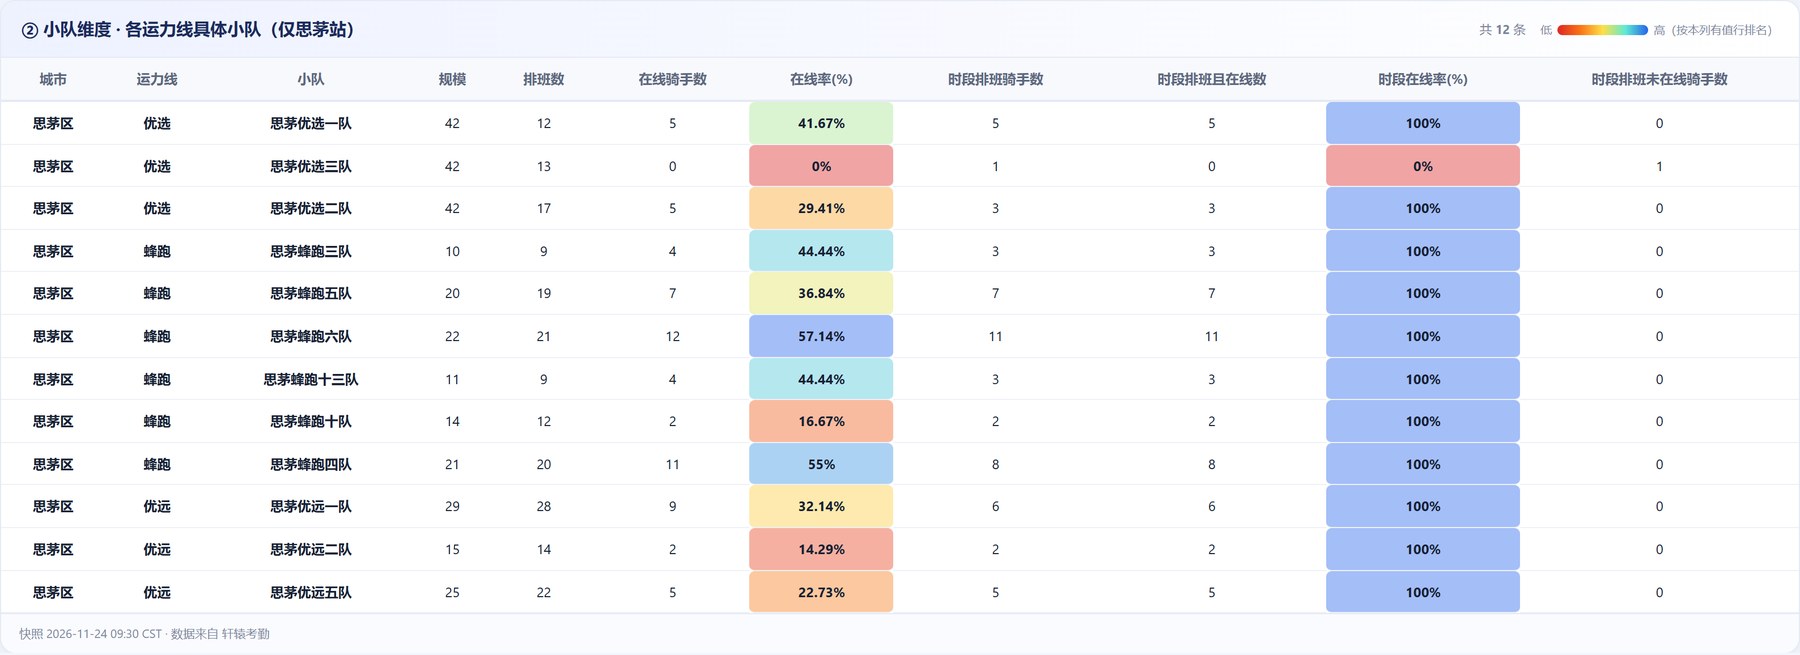 ② 小队维度 · 各运力线具体小队（仅思茅站）
共 12 条 低 高 (按本列有值行排名)
城市 运力线 小队 规模 排班数 在线骑手数 在线率(%) 时段排班骑手数 时段排班且在线数 时段在线率(%) 时段排班未在线骑手数
思茅区 优选 思茅优选一队 42 12 5 41.67% 5 5 100% 0
思茅区 优选 思茅优选三队 42 13 0 0% 1 0 0% 1
思茅区 优选 思茅优选二队 42 17 5 29.41% 3 3 100% 0
思茅区 蜂跑 思茅蜂跑三队 10 9 4 44.44% 3 3 100% 0
思茅区 蜂跑 思茅蜂跑五队 20 19 7 36.84% 7 7 100% 0
思茅区 蜂跑 思茅蜂跑六队 22 21 12 57.14% 11 11 100% 0
思茅区 蜂跑 思茅蜂跑十三队 11 9 4 44.44% 3 3 100% 0
思茅区 蜂跑 思茅蜂跑十队 14 12 2 16.67% 2 2 100% 0
思茅区 蜂跑 思茅蜂跑四队 21 20 11 55% 8 8 100% 0
思茅区 优远 思茅优远一队 29 28 9 32.14% 6 6 100% 0
思茅区 优远 思茅优远二队 15 14 2 14.29% 2 2 100% 0
思茅区 优远 思茅优远五队 25 22 5 22.73% 5 5 100% 0
快照 2026-11-24 09:30 CST · 数据来自 轩辕考勤